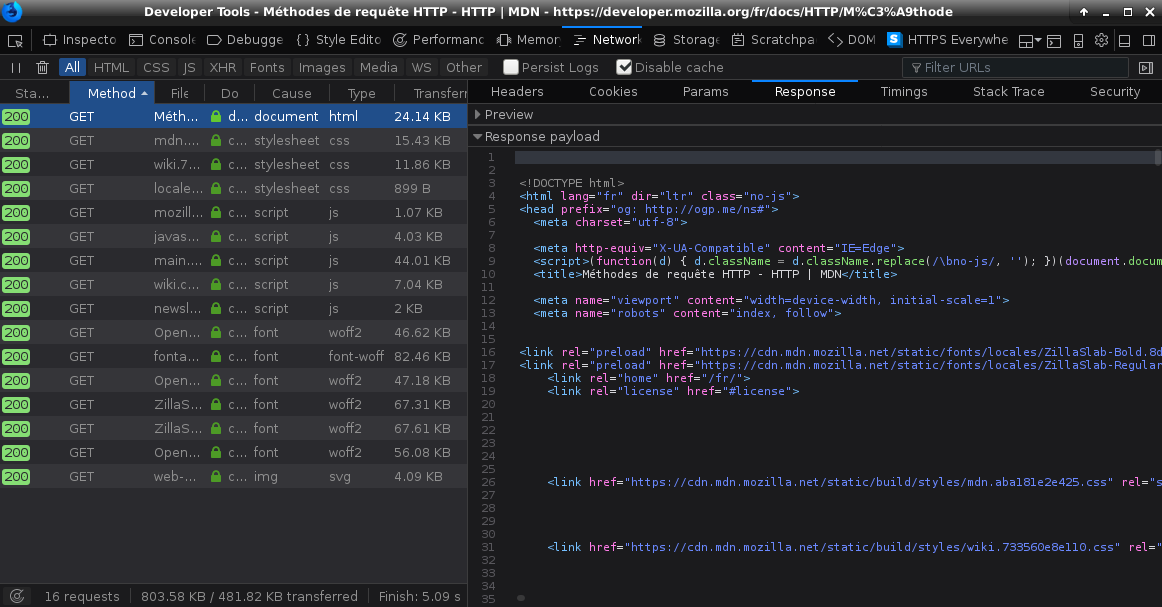 Developer Tools - Méthodes de requête HTTP - HTTP | MDN - https://developer.mozilla.org/fr/docs/HTTP/M%C3%A9thode
Inspecto Console Debugge {} Style Edito Performanc Memor Network Storage Scratchpa DOM S HTTPS Everywhe
All HTML CSS JS XHR Fonts Images Media WS Other Persist Logs Disable cache Filter URLs
Sta... Method File Do Cause Type Transferr
200 GET Méth... d... document html 24.14 KB
200 GET mdn.... c... stylesheet css 15.43 KB
200 GET wiki.7... c... stylesheet css 11.86 KB
200 GET locale... c... stylesheet css 899 B
200 GET mozill... c... script js 1.07 KB
200 GET javas... c... script js 4.03 KB
200 GET main.... c... script js 44.01 KB
200 GET wiki.c... c... script js 7.04 KB
200 GET newsl... c... script js 2 KB
200 GET Open... c... font woff2 46.62 KB
200 GET fonta... c... font font-woff 82.46 KB
200 GET Open... c... font woff2 47.18 KB
200 GET ZillaS... c... font woff2 67.31 KB
200 GET ZillaS... c... font woff2 67.61 KB
200 GET Open... c... font woff2 56.08 KB
200 GET web-... c... img svg 4.09 KB
16 requests 803.58 KB / 481.82 KB transferred Finish: 5.09 s
Headers Cookies Params Response Timings Stack Trace Security
Preview
Response payload
1
2
3 <!DOCTYPE html>
4 <html lang="fr" dir="ltr" class="no-js">
5 <head prefix="og: http://ogp.me/ns#">
6 <meta charset="utf-8">
7
8 <meta http-equiv="X-UA-Compatible" content="IE=Edge">
9 <script>(function(d) { d.className = d.className.replace(/\bno-js/, ''); })(document.docum
10 <title>Méthodes de requête HTTP - HTTP | MDN</title>
11
12 <meta name="viewport" content="width=device-width, initial-scale=1">
13 <meta name="robots" content="index, follow">
14
15
16 <link rel="preload" href="https://cdn.mdn.mozilla.net/static/fonts/locales/ZillaSlab-Bold.8d
17 <link rel="preload" href="https://cdn.mdn.mozilla.net/static/fonts/locales/ZillaSlab-Regular
18 <link rel="home" href="/fr/">
19 <link rel="license" href="#license">
20
21
22
23
24
25
26 <link href="https://cdn.mdn.mozilla.net/static/build/styles/mdn.aba181e2e425.css" rel="s
27
28
29
30
31 <link href="https://cdn.mdn.mozilla.net/static/build/styles/wiki.733560e8e110.css" rel="
32
33
34
35